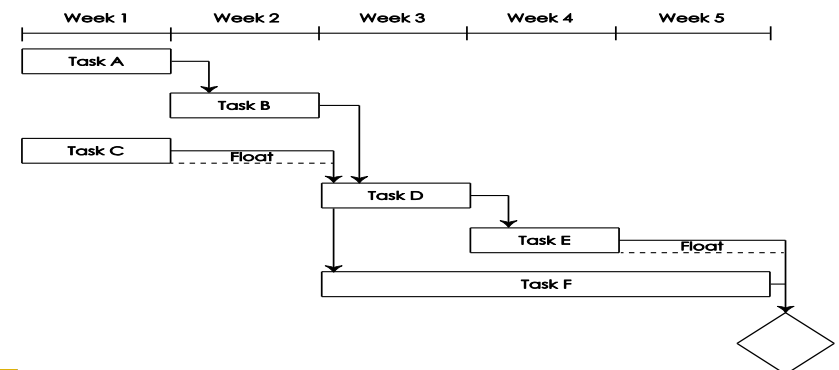 Week 1 Week 2 Week 3 Week 4 Week 5
Task A
Task B
Task C
Float
Task D
Task E
Float
Task F